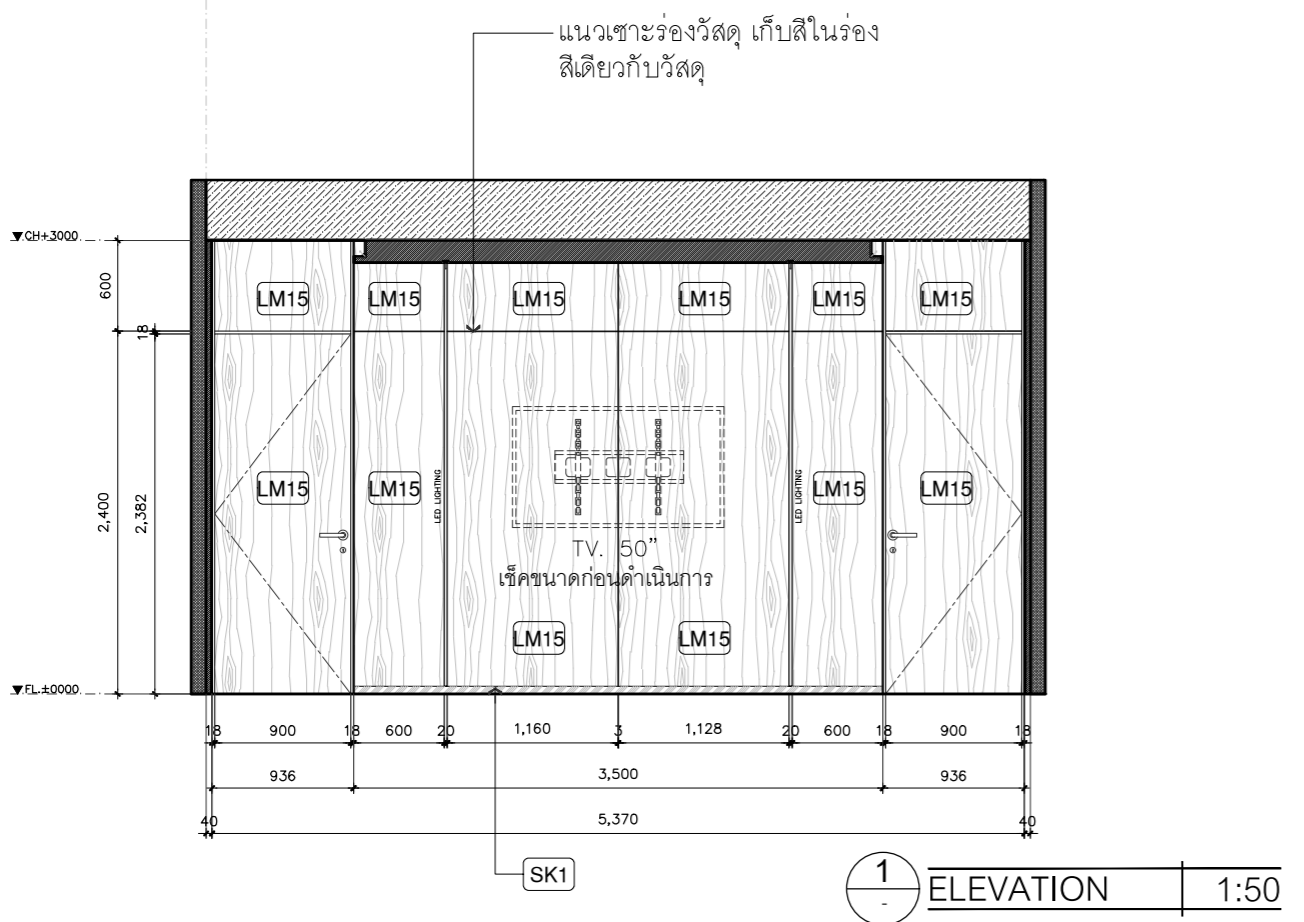 แนวเซาะร่องวัสดุ เก็บสีในร่อง
สีเดียวกับวัสดุ
CH+3000
600
18
2,400
2,382
FL.±0000
LM15 LM15 LM15 LM15 LM15 LM15
LM15 LM15 LED LIGHTING LED LIGHTING LM15 LM15
TV. 50”
เช็คขนาดก่อนดำเนินการ
LM15 LM15
18 900 18 600 20 1,160 3 1,128 20 600 18 900 18
936 3,500 936
40 5,370 40
SK1
1
-
ELEVATION 1:50